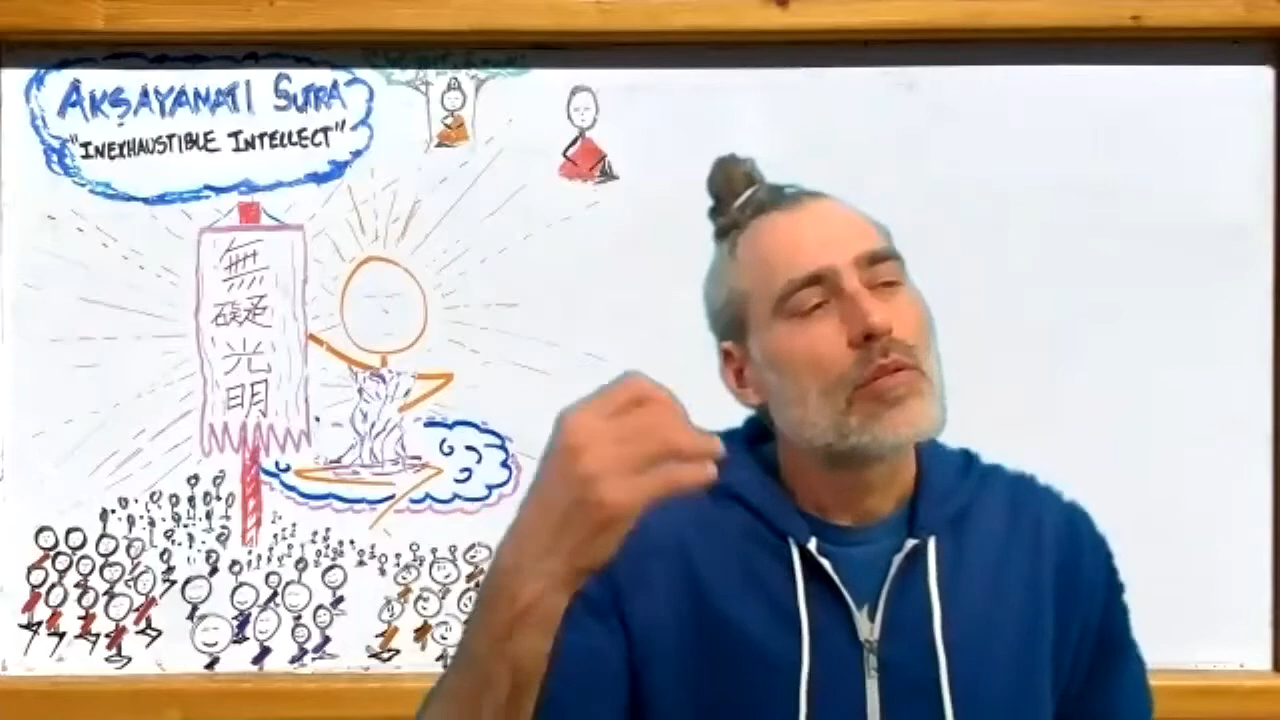 AKṢAYAMATI SUTRA
"INEXHAUSTIBLE INTELLECT"
無
礙
光
明